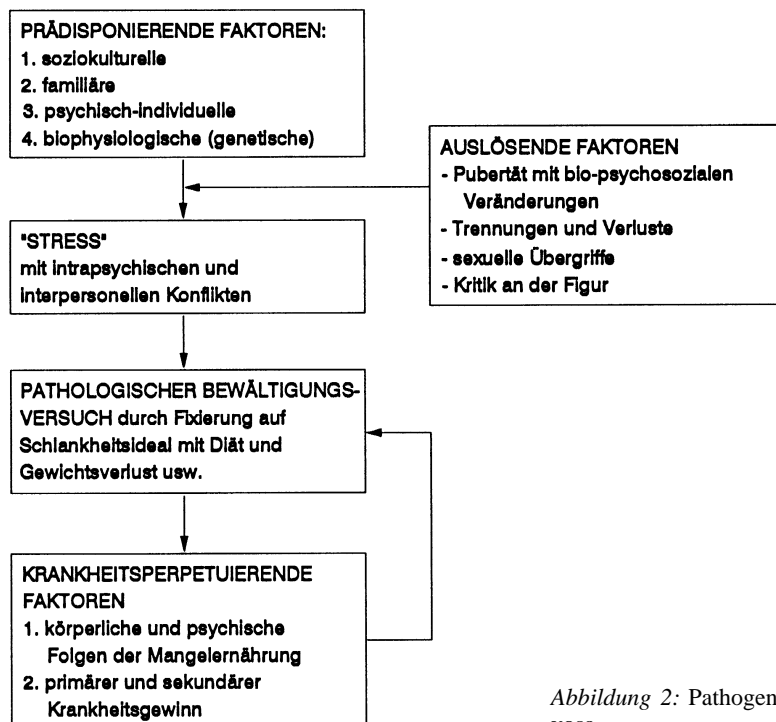 PRÄDISPONIERENDE FAKTOREN:
1. soziokulturelle
2. familiäre
3. psychisch-individuelle
4. biophysiologische (genetische)
AUSLÖSENDE FAKTOREN
- Pubertät mit bio-psychosozialen
Veränderungen
- Trennungen und Verluste
- sexuelle Übergriffe
- Kritik an der Figur
"STRESS"
mit intrapsychischen und
interpersonellen Konflikten
PATHOLOGISCHER BEWÄLTIGUNGS-
VERSUCH durch Fixierung auf
Schlankheitsideal mit Diät und
Gewichtsverlust usw.
KRANKHEITSPERPETUIERENDE
FAKTOREN
1. körperliche und psychische
Folgen der Mangelernährung
2. primärer und sekundärer
Krankheitsgewinn
Abbildung 2: Pathogen